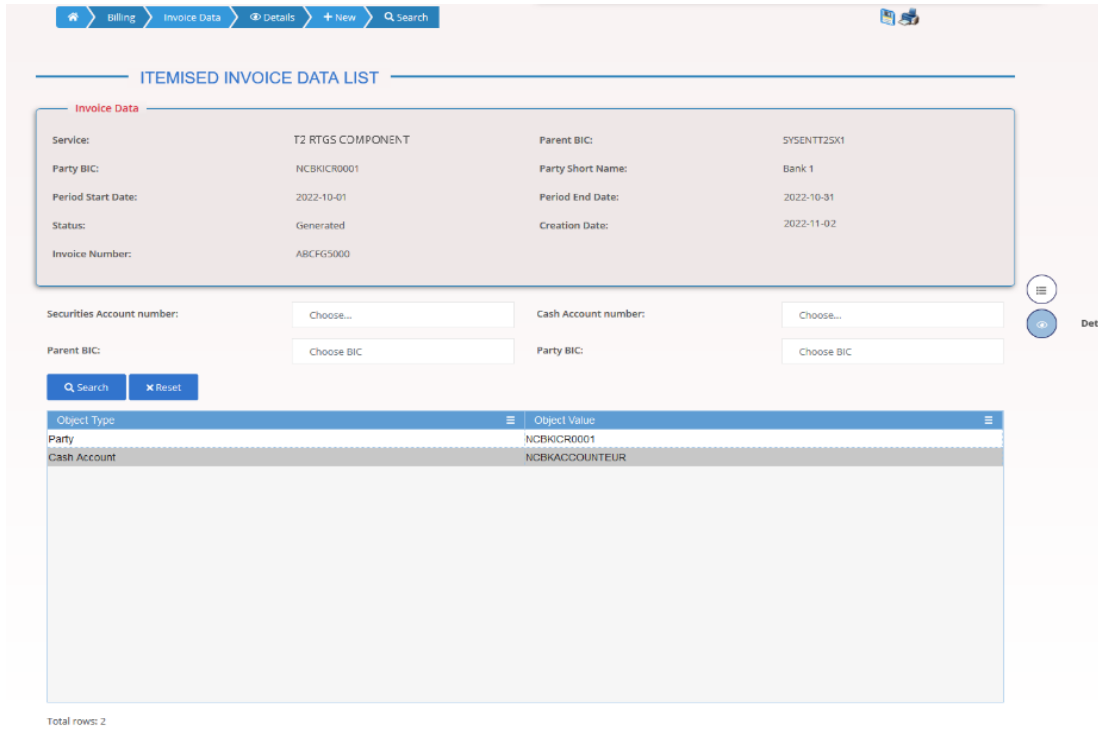 Billing Invoice Data Details New Search
ITEMISED INVOICE DATA LIST
Invoice Data
Service: T2 RTGS COMPONENT Parent BIC: SYSENTT2SX1
Party BIC: NCBKICR0001 Party Short Name: Bank 1
Period Start Date: 2022-10-01 Period End Date: 2022-10-31
Status: Generated Creation Date: 2022-11-02
Invoice Number: ABCFG5000
Securities Account number: Choose... Cash Account number: Choose...
Det
Parent BIC: Choose BIC Party BIC: Choose BIC
Search Reset
Object Type Object Value
Party NCBKICR0001
Cash Account NCBKACCOUNTEUR
Total rows: 2